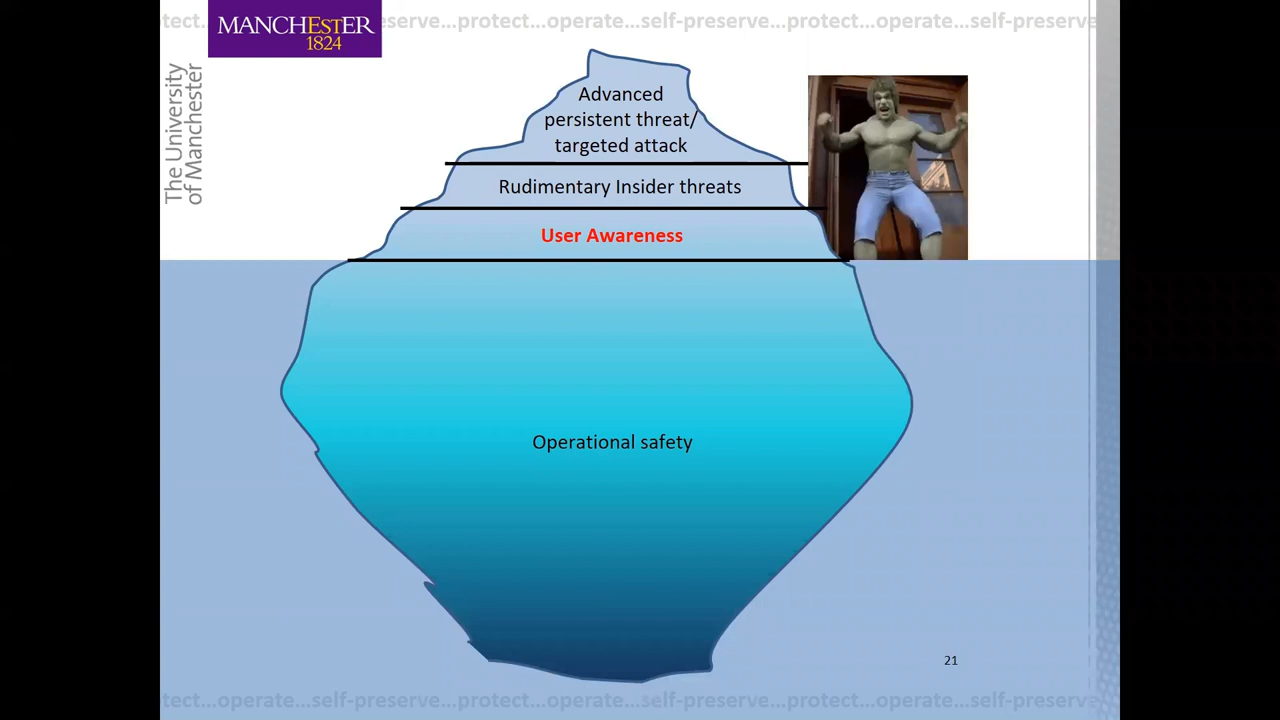 tect...operate...self-preserve...protect...operate...self-preserve...protect...operate...self-preserve
MANCHESTER
1824
The University
of Manchester
Advanced
persistent threat/
targeted attack
Rudimentary Insider threats
User Awareness
Operational safety
21
tect...operate...self-preserve...protect...operate...self-preserve...protect...operate...self-preserve